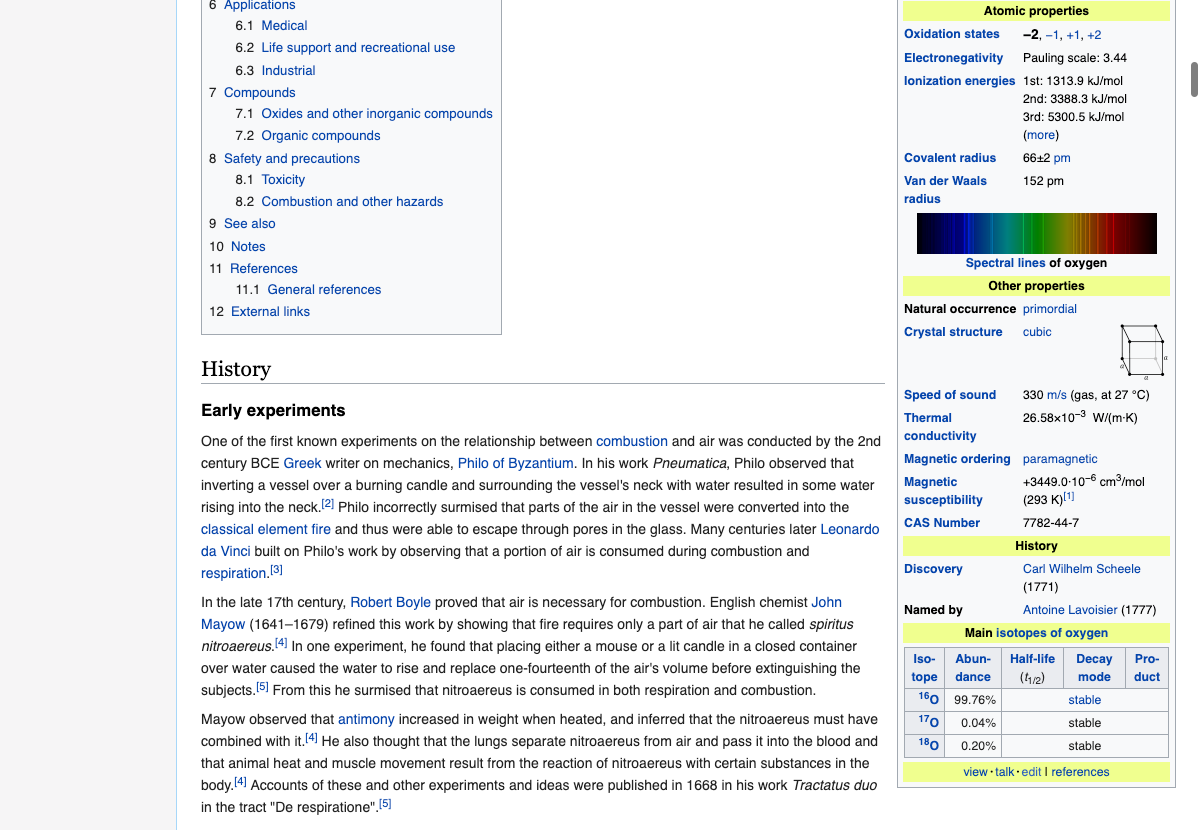 6 Applications
6.1 Medical
6.2 Life support and recreational use
6.3 Industrial
7 Compounds
7.1 Oxides and other inorganic compounds
7.2 Organic compounds
8 Safety and precautions
8.1 Toxicity
8.2 Combustion and other hazards
9 See also
10 Notes
11 References
11.1 General references
12 External links
History
Early experiments
One of the first known experiments on the relationship between combustion and air was conducted by the 2nd
century BCE Greek writer on mechanics, Philo of Byzantium. In his work Pneumatica, Philo observed that
inverting a vessel over a burning candle and surrounding the vessel's neck with water resulted in some water
rising into the neck.[2] Philo incorrectly surmised that parts of the air in the vessel were converted into the
classical element fire and thus were able to escape through pores in the glass. Many centuries later Leonardo
da Vinci built on Philo's work by observing that a portion of air is consumed during combustion and
respiration.[3]
In the late 17th century, Robert Boyle proved that air is necessary for combustion. English chemist John
Mayow (1641–1679) refined this work by showing that fire requires only a part of air that he called spiritus
nitroaereus.[4] In one experiment, he found that placing either a mouse or a lit candle in a closed container
over water caused the water to rise and replace one-fourteenth of the air's volume before extinguishing the
subjects.[5] From this he surmised that nitroaereus is consumed in both respiration and combustion.
Mayow observed that antimony increased in weight when heated, and inferred that the nitroaereus must have
combined with it.[4] He also thought that the lungs separate nitroaereus from air and pass it into the blood and
that animal heat and muscle movement result from the reaction of nitroaereus with certain substances in the
body.[4] Accounts of these and other experiments and ideas were published in 1668 in his work Tractatus duo
in the tract "De respiratione".[5]
Atomic properties
Oxidation states −2, −1, +1, +2
Electronegativity Pauling scale: 3.44
Ionization energies 1st: 1313.9 kJ/mol
2nd: 3388.3 kJ/mol
3rd: 5300.5 kJ/mol
(more)
Covalent radius 66±2 pm
Van der Waals 152 pm
radius
Spectral lines of oxygen
Other properties
Natural occurrence primordial
Crystal structure cubic
a
a
a
Speed of sound 330 m/s (gas, at 27 °C)
Thermal 26.58×10⁻³ W/(m·K)
conductivity
Magnetic ordering paramagnetic
Magnetic +3449.0·10⁻⁶ cm³/mol
susceptibility (293 K)[1]
CAS Number 7782-44-7
History
Discovery Carl Wilhelm Scheele
(1771)
Named by Antoine Lavoisier (1777)
Main isotopes of oxygen
Iso- Abun- Half-life Decay Pro-
tope dance (t1/2) mode duct
¹⁶O 99.76% stable
¹⁷O 0.04% stable
¹⁸O 0.20% stable
view · talk · edit | references